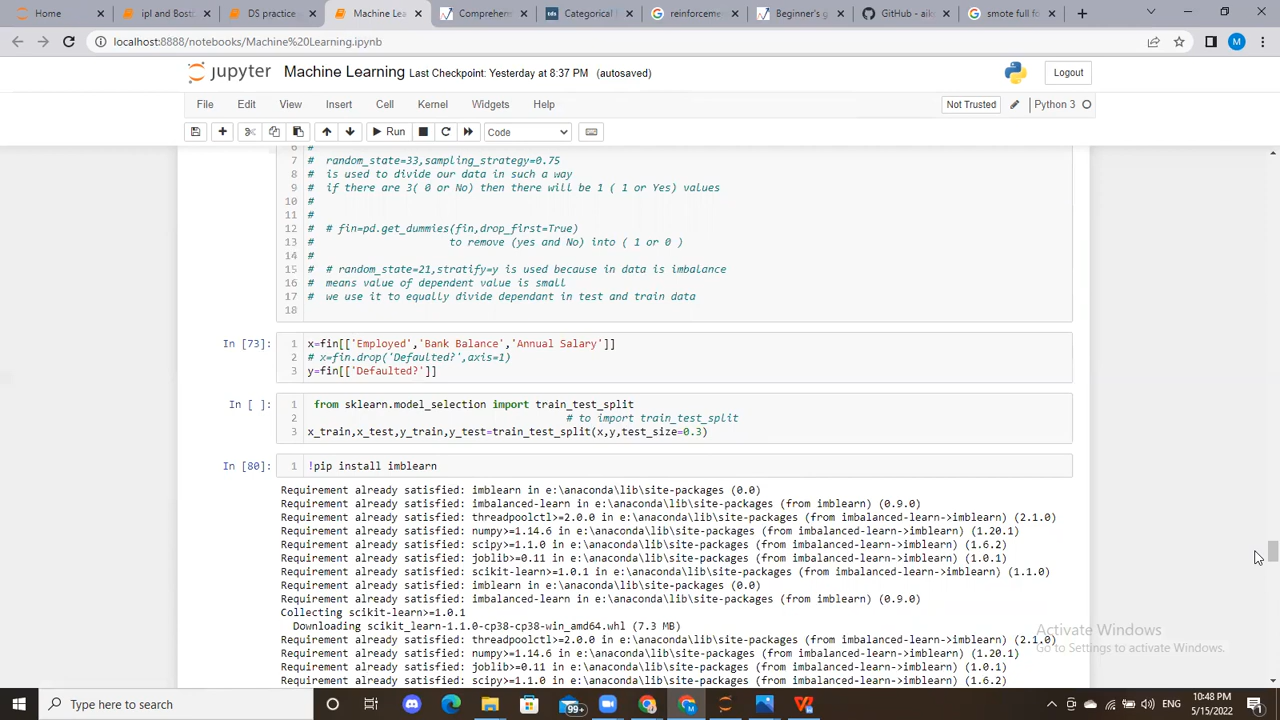 Home
ipl and Bost
DS practice
Machine Lea
Comprehens
Categorical
reinforceme
Beginner's g
GitHub - aik
smote full fo
localhost:8888/notebooks/Machine%20Learning.ipynb
M
jupyter Machine Learning Last Checkpoint: Yesterday at 8:37 PM (autosaved)
Logout
File Edit View Insert Cell Kernel Widgets Help
Not Trusted
Python 3
Run
Code
6 #
7 # random_state=33,sampling_strategy=0.75
8 # is used to divide our data in such a way
9 # if there are 3( 0 or No) then there will be 1 ( 1 or Yes) values
10 #
11 #
12 # # fin=pd.get_dummies(fin,drop_first=True)
13 # to remove (yes and No) into ( 1 or 0 )
14 #
15 # # random_state=21,stratify=y is used because in data is imbalance
16 # means value of dependent value is small
17 # we use it to equally divide dependant in test and train data
18
In [73]:
1 x=fin[['Employed','Bank Balance','Annual Salary']]
2 # x=fin.drop('Defaulted?',axis=1)
3 y=fin[['Defaulted?']]
In [ ]:
1 from sklearn.model_selection import train_test_split
2 # to import train_test_split
3 x_train,x_test,y_train,y_test=train_test_split(x,y,test_size=0.3)
In [80]:
1 !pip install imblearn
Requirement already satisfied: imblearn in e:\anaconda\lib\site-packages (0.0)
Requirement already satisfied: imbalanced-learn in e:\anaconda\lib\site-packages (from imblearn) (0.9.0)
Requirement already satisfied: threadpoolctl>=2.0.0 in e:\anaconda\lib\site-packages (from imbalanced-learn->imblearn) (2.1.0)
Requirement already satisfied: numpy>=1.14.6 in e:\anaconda\lib\site-packages (from imbalanced-learn->imblearn) (1.20.1)
Requirement already satisfied: scipy>=1.1.0 in e:\anaconda\lib\site-packages (from imbalanced-learn->imblearn) (1.6.2)
Requirement already satisfied: joblib>=0.11 in e:\anaconda\lib\site-packages (from imbalanced-learn->imblearn) (1.0.1)
Requirement already satisfied: scikit-learn>=1.0.1 in e:\anaconda\lib\site-packages (from imbalanced-learn->imblearn) (1.1.0)
Requirement already satisfied: imblearn in e:\anaconda\lib\site-packages (0.0)
Requirement already satisfied: imbalanced-learn in e:\anaconda\lib\site-packages (from imblearn) (0.9.0)
Collecting scikit-learn>=1.0.1
Downloading scikit_learn-1.1.0-cp38-cp38-win_amd64.whl (7.3 MB)
Requirement already satisfied: threadpoolctl>=2.0.0 in e:\anaconda\lib\site-packages (from imbalanced-learn->imblearn) (2.1.0)
Requirement already satisfied: numpy>=1.14.6 in e:\anaconda\lib\site-packages (from imbalanced-learn->imblearn) (1.20.1)
Requirement already satisfied: joblib>=0.11 in e:\anaconda\lib\site-packages (from imbalanced-learn->imblearn) (1.0.1)
Requirement already satisfied: scipy>=1.1.0 in e:\anaconda\lib\site-packages (from imbalanced-learn->imblearn) (1.6.2)
Activate Windows
Go to Settings to activate Windows.
Type here to search
99+
ENG
10:48 PM
5/15/2022
1